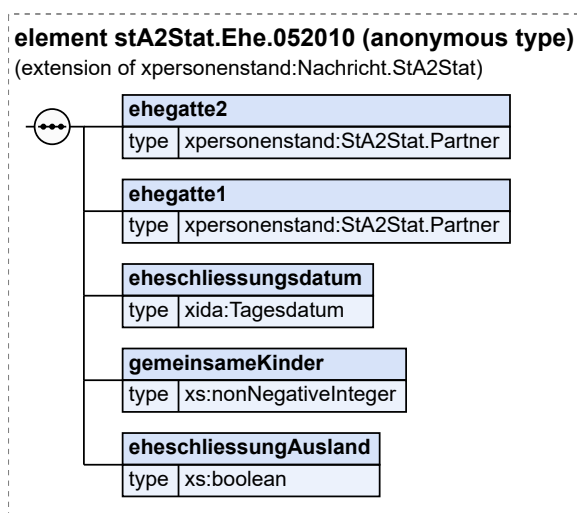 element stA2Stat.Ehe.052010 (anonymous type)
(extension of xpersonenstand:Nachricht.StA2Stat)
ehegatte2
type xpersonenstand:StA2Stat.Partner
ehegatte1
type xpersonenstand:StA2Stat.Partner
eheschliessungsdatum
type xida:Tagesdatum
gemeinsameKinder
type xs:nonNegativeInteger
eheschliessungAusland
type xs:boolean